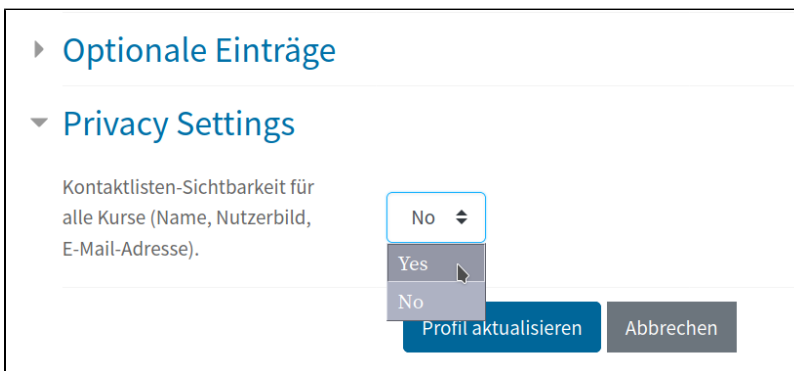 Optionale Einträge
Privacy Settings
Kontaktlisten-Sichtbarkeit für
alle Kurse (Name, Nutzerbild,
E-Mail-Adresse).
No
Yes
No
Profil aktualisieren
Abbrechen